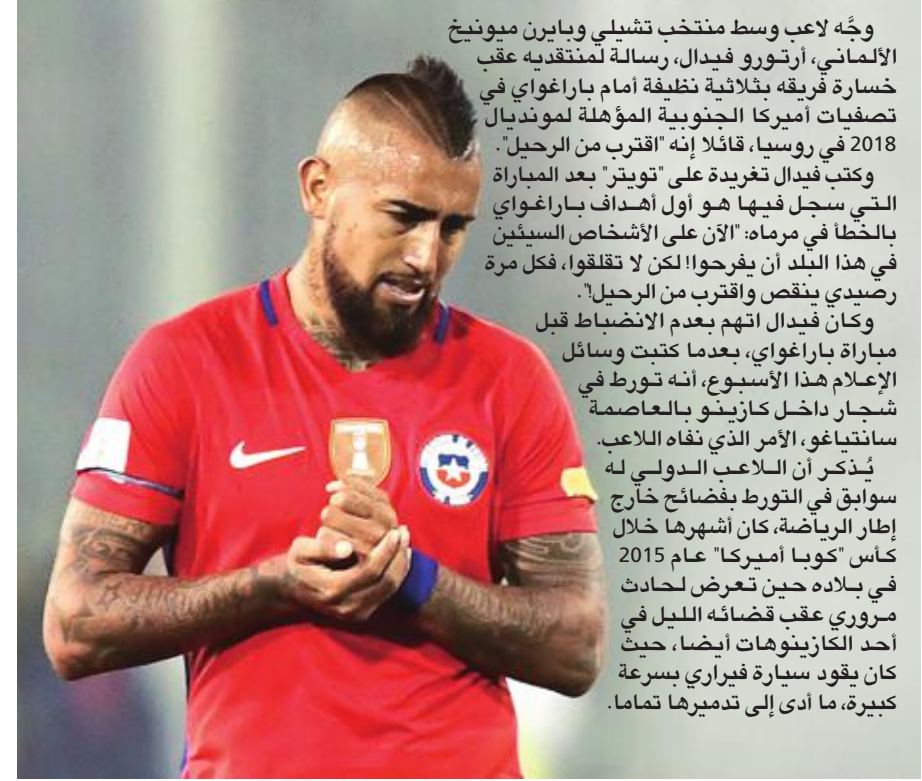 وجَّه لاعب وسط منتخب تشيلي وبايرن ميونيخ
الألماني، أرتورو فيدال، رسالة لمنتقديه عقب
خسارة فريقه بثلاثية نظيفة أمام باراغواي في
تصفيات أميركا الجنوبية المؤهلة لمونديال
2018 في روسيا، قائلا إنه "اقترب من الرحيل".
وكتب فيدال تغريدة على "تويتر" بعد المباراة
التي سجل فيها هو أول أهداف باراغواي
بالخطأ في مرماه: "الآن على الأشخاص السيئين
في هذا البلد أن يفرحوا! لكن لا تقلقوا، فكل مرة
رصيدي ينقص واقترب من الرحيل!".
وكان فيدال اتهم بعدم الانضباط قبل
مباراة باراغواي، بعدما كتبت وسائل
الإعلام هذا الأسبوع، أنه تورط في
شجار داخل كازينو بالعاصمة
سانتياغو، الأمر الذي نفاه اللاعب.
يُذكر أن اللاعب الدولي له
سوابق في التورط بفضائح خارج
إطار الرياضة، كان أشهرها خلال
كأس "كوبا أميركا" عام 2015
في بلاده حين تعرض لحادث
مروري عقب قضائه الليل في
أحد الكازينوهات أيضا، حيث
كان يقود سيارة فيراري بسرعة
كبيرة، ما أدى إلى تدميرها تماما.